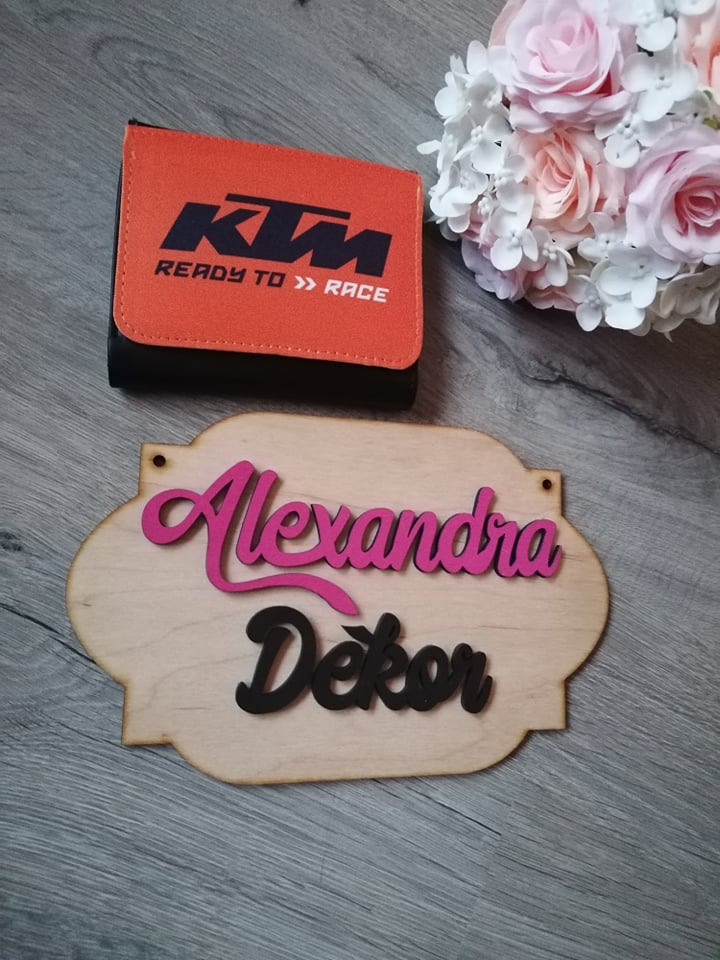 KTM
READY TO >> RACE
Alexandra
Dekor